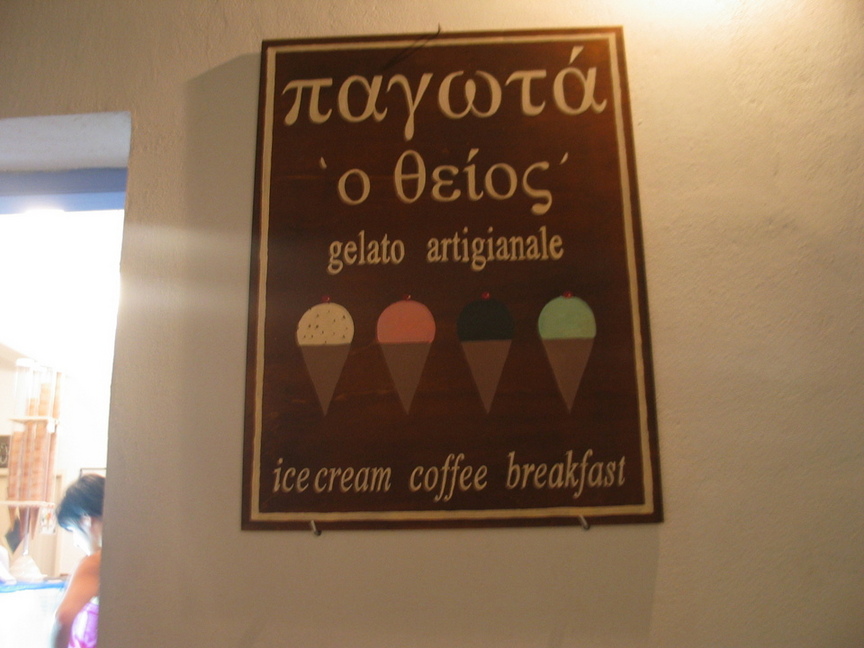 παγωτά
‵ο θείος′
gelato artigianale
ice cream coffee breakfast